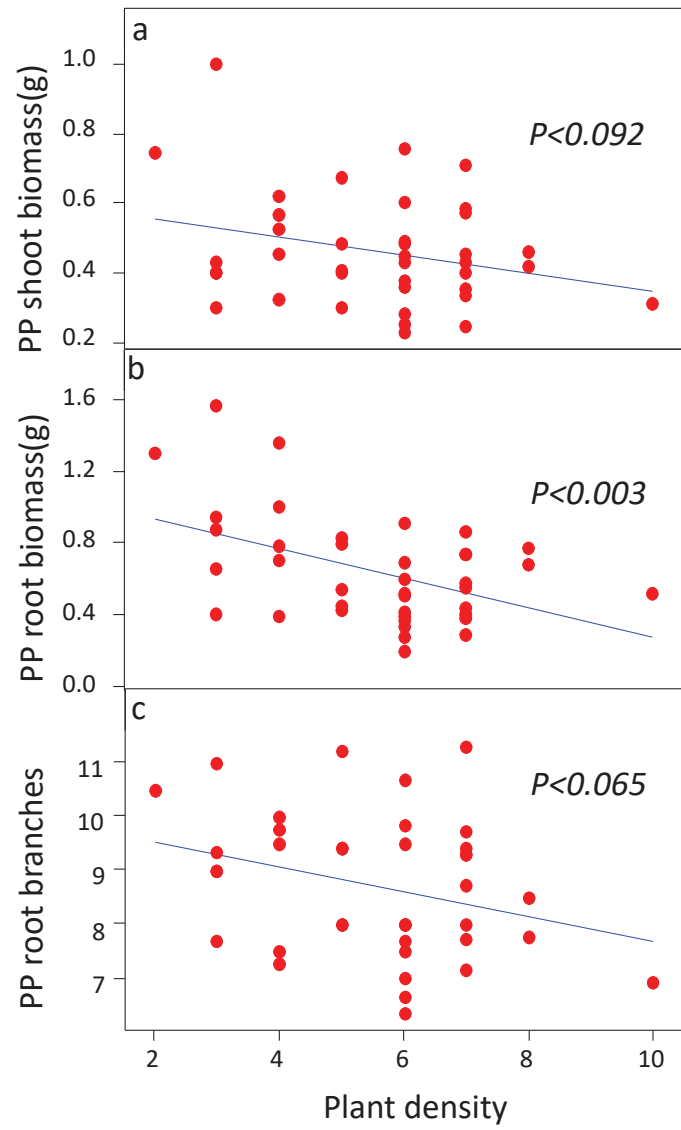 a
PP shoot biomass(g)
1.0
0.8
0.6
0.4
0.2
P<0.092
b
PP root biomass(g)
1.6
1.2
0.8
0.4
0.0
P<0.003
c
PP root branches
11
10
9
8
7
P<0.065
2 4 6 8 10
Plant density